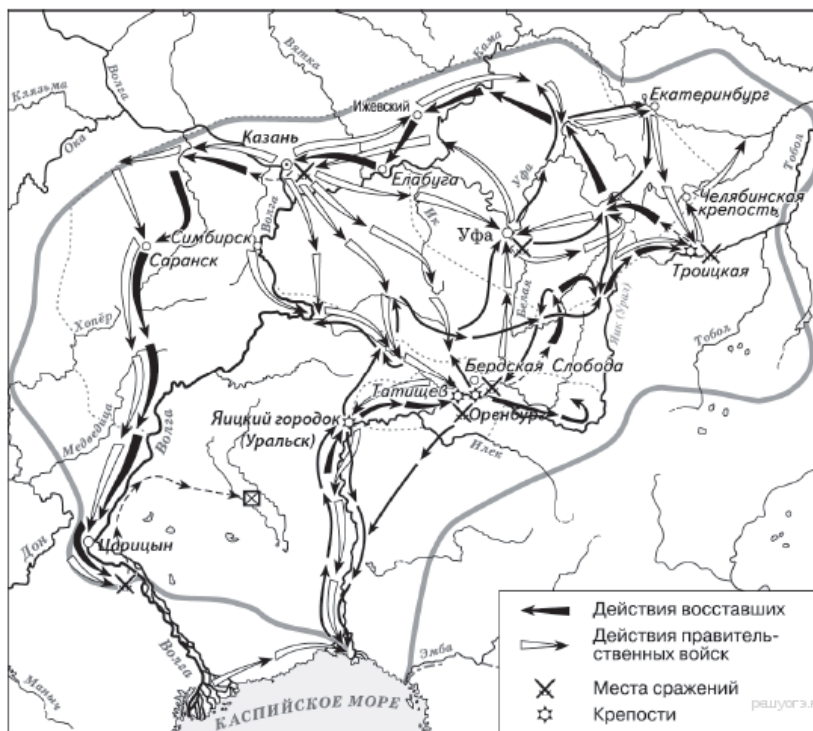 Вятка
Кама
Клязьма
Волга
Ока
Екатеринбург
Ижевский
Казань
Тобол
Елабуга
Уфа
Челябинская
крепость
Ик
Волга
Симбирск
Саранск
Уфа
Троицкая
Белая
Яик (Урал)
Хопёр
Тобол
Бердская Слобода
Татищев
Оренбург
Медведица
Волга
Яицкий городок
(Уральск)
Илек
Дон
Царицын
Волга
Эмба
Маныч
КАСПИЙСКОЕ МОРЕ
Действия восставших
Действия правитель-
ственных войск
Места сражений
Крепости